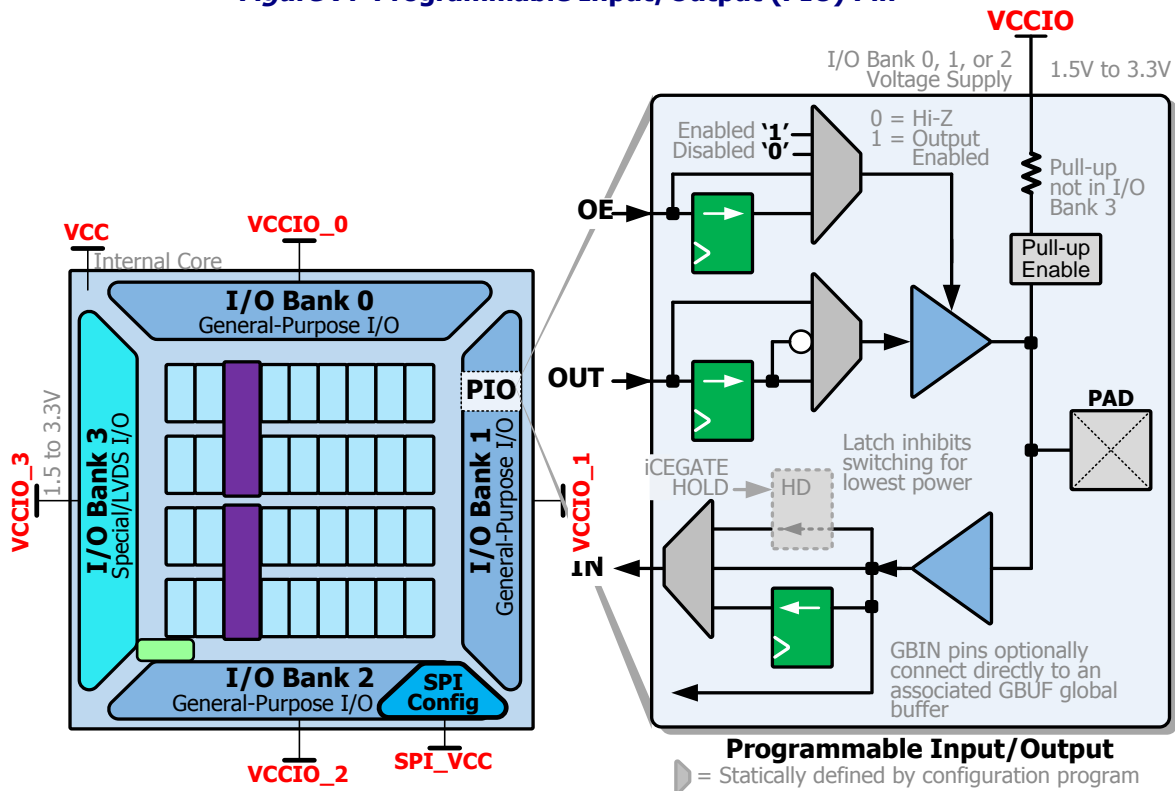 VCCIO
I/O Bank 0, 1, or 2
Voltage Supply
1.5V to 3.3V
Enabled ‘1’
Disabled ‘0’
0 = Hi-Z
1 = Output
Enabled
Pull-up
not in I/O
Bank 3
Pull-up
Enable
OE
OUT
PAD
Latch inhibits
switching for
lowest power
iCEGATE
HOLD
HD
IN
GBIN pins optionally
connect directly to an
associated GBUF global
buffer
Programmable Input/Output
= Statically defined by configuration program
VCC
VCCIO_0
Internal Core
I/O Bank 0
General-Purpose I/O
PIO
I/O Bank 1
General-Purpose I/O
VCCIO_1
1.5 to 3.3V
VCCIO_3
I/O Bank 3
Special/LVDS I/O
I/O Bank 2
General-Purpose I/O
SPI
Config
VCCIO_2
SPI_VCC